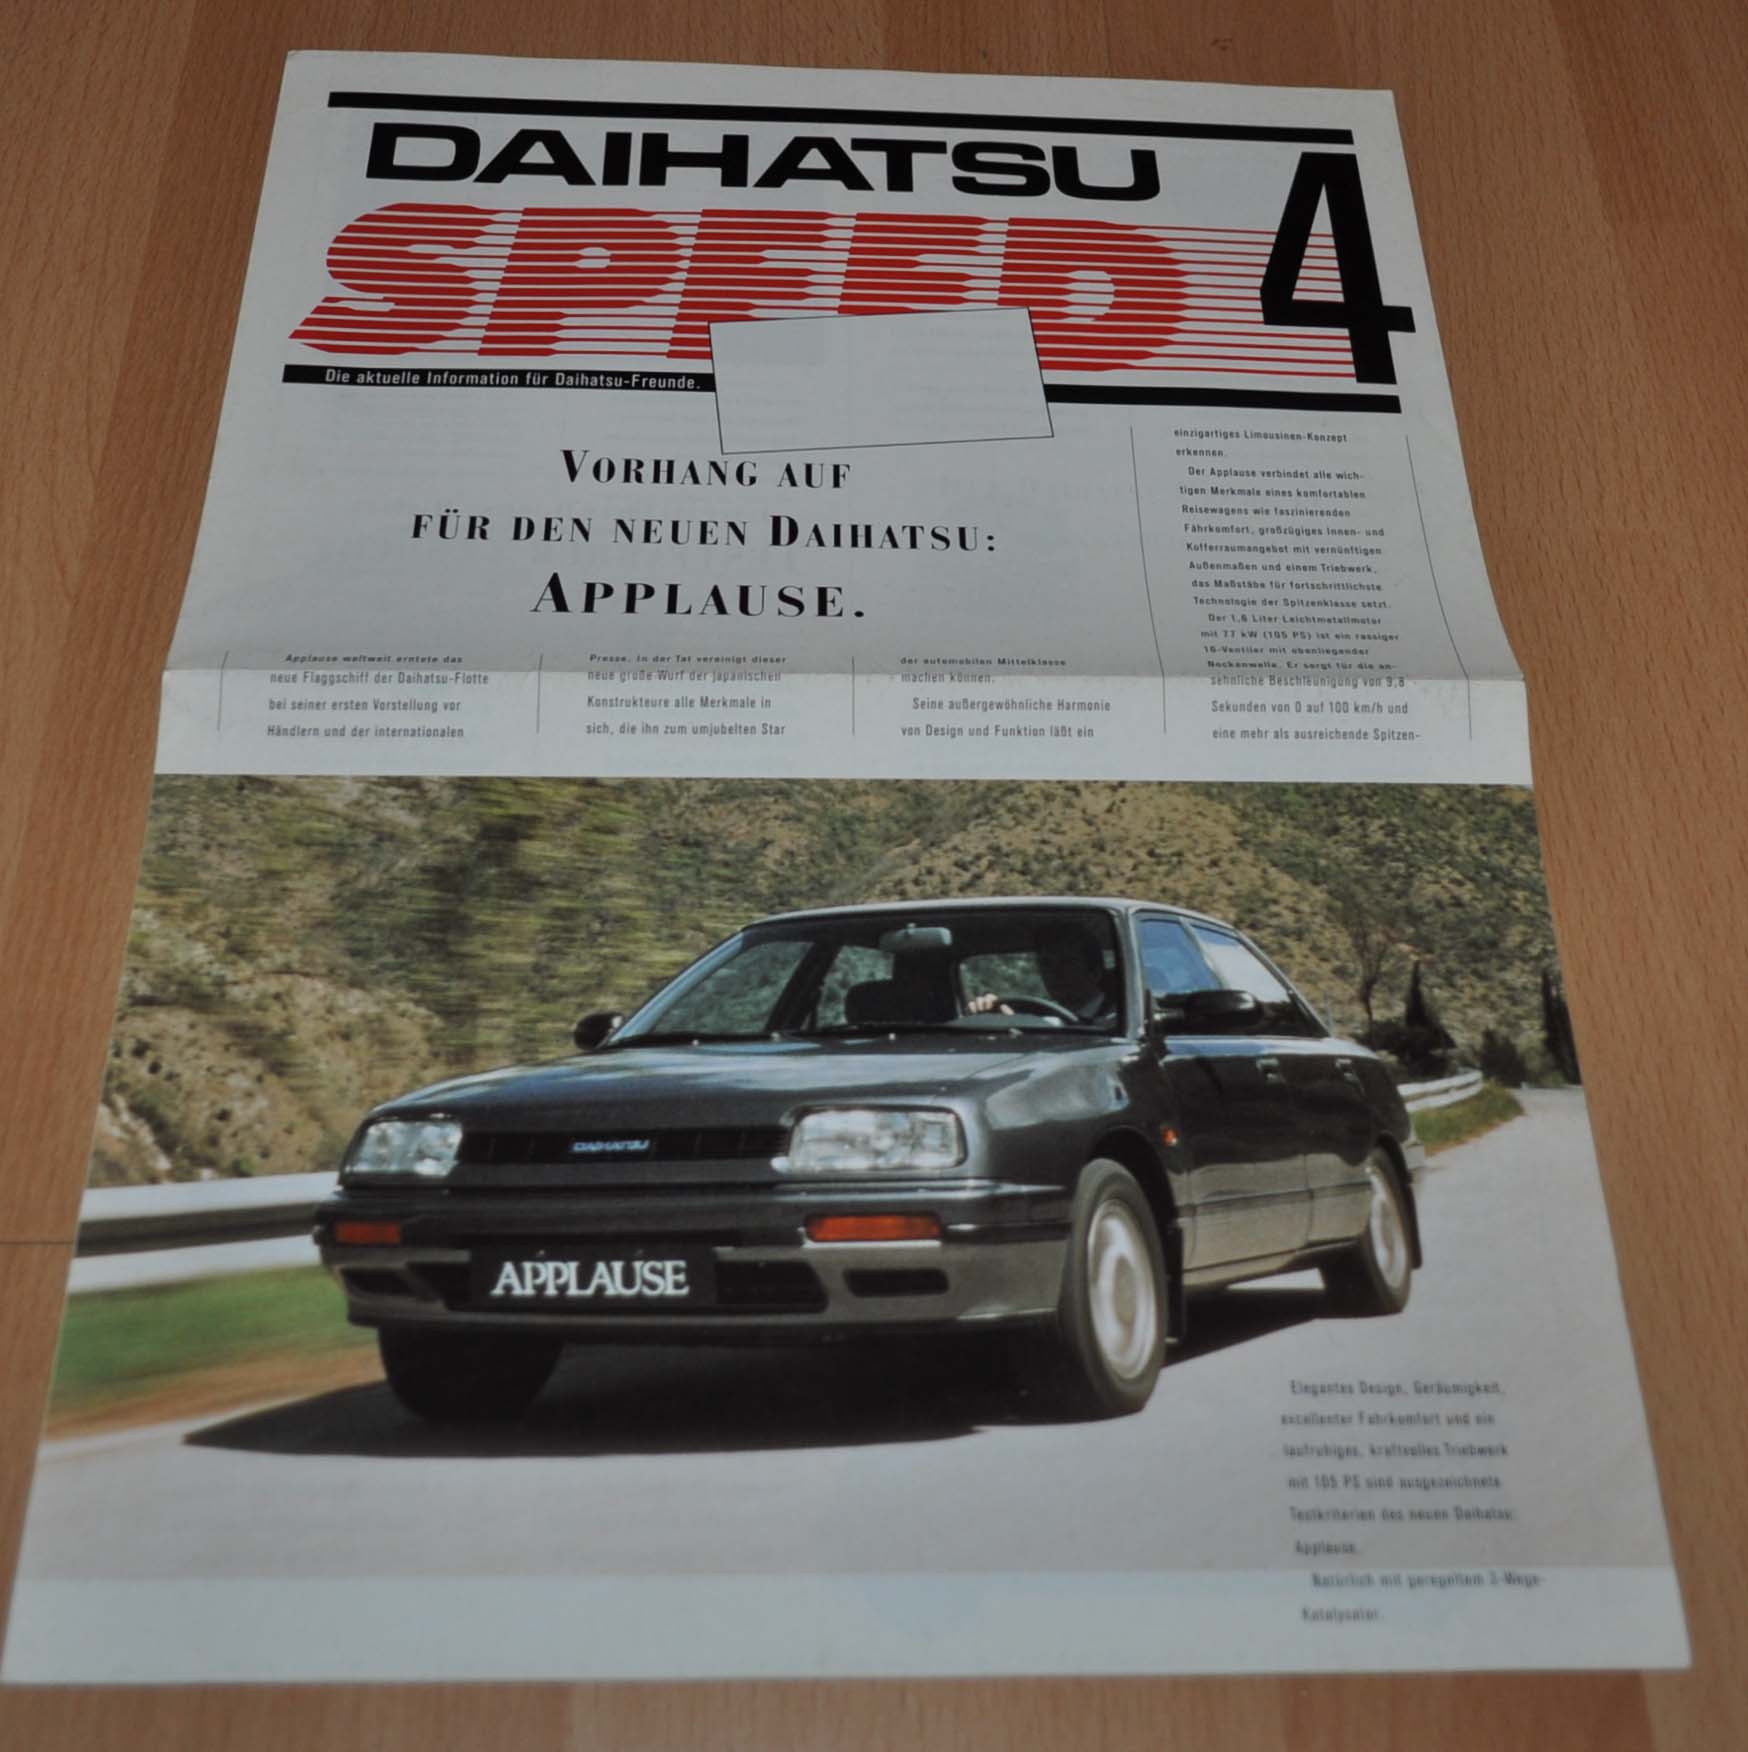 DAIHATSU
SPEED 4
Die aktuelle Information für Daihatsu-Freunde.
VORHANG AUF
FÜR DEN NEUEN DAIHATSU:
APPLAUSE.
Applause weltweit erntete das
neue Flaggschiff der Daihatsu-Flotte
bei seiner ersten Vorstellung vor
Händlern und der internationalen
Presse. In der Tat vereinigt dieser
neue große Wurf der japanischen
Konstrukteure alle Merkmale in
sich, die ihn zum umjubelten Star
der automobilen Mittelklasse
machen können.
Seine außergewöhnliche Harmonie
von Design und Funktion läßt ein
einzigartiges Limousinen-Konzept
erkennen.
Der Applause verbindet alle wich-
tigen Merkmale eines komfortablen
Reisewagens wie faszinierenden
Fahrkomfort, großzügiges Innen- und
Kofferraumangebot mit vernünftigen
Außenmaßen und einem Triebwerk,
das Maßstäbe für fortschrittlichste
Technologie der Spitzenklasse setzt.
Der 1,6 Liter Leichtmetallmotor
mit 77 kW (105 PS) ist ein rassiger
16-Ventiler mit obenliegender
Nockenwelle. Er sorgt für die an-
sehnliche Beschleunigung von 9,8
Sekunden von 0 auf 100 km/h und
eine mehr als ausreichende Spitzen-
DAIHATSU
APPLAUSE
Elegantes Design, Geräumigkeit,
excellenter Fahrkomfort und ein
laufruhiges, kraftvolles Triebwerk
mit 105 PS sind ausgezeichnete
Testkriterien des neuen Daihatsu:
Applause.
Natürlich mit geregeltem 3-Wege-
Katalysator.